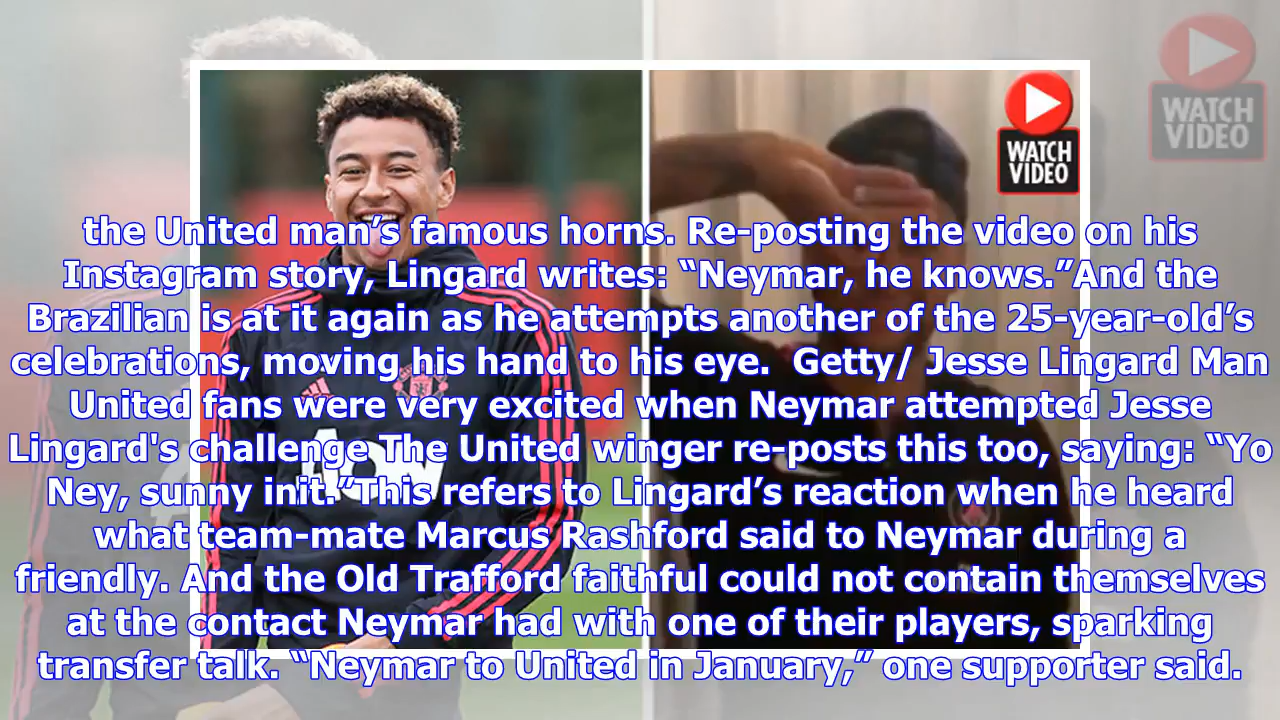 WATCH
VIDEO
WATCH
VIDEO
the United man’s famous horns. Re-posting the video on his
Instagram story, Lingard writes: “Neymar, he knows.”And the
Brazilian is at it again as he attempts another of the 25-year-old’s
celebrations, moving his hand to his eye.  Getty/ Jesse Lingard Man
United fans were very excited when Neymar attempted Jesse
Lingard's challenge The United winger re-posts this too, saying: “Yo
Ney, sunny init.”This refers to Lingard’s reaction when he heard
what team-mate Marcus Rashford said to Neymar during a
friendly. And the Old Trafford faithful could not contain themselves
at the contact Neymar had with one of their players, sparking
transfer talk. “Neymar to United in January,” one supporter said.